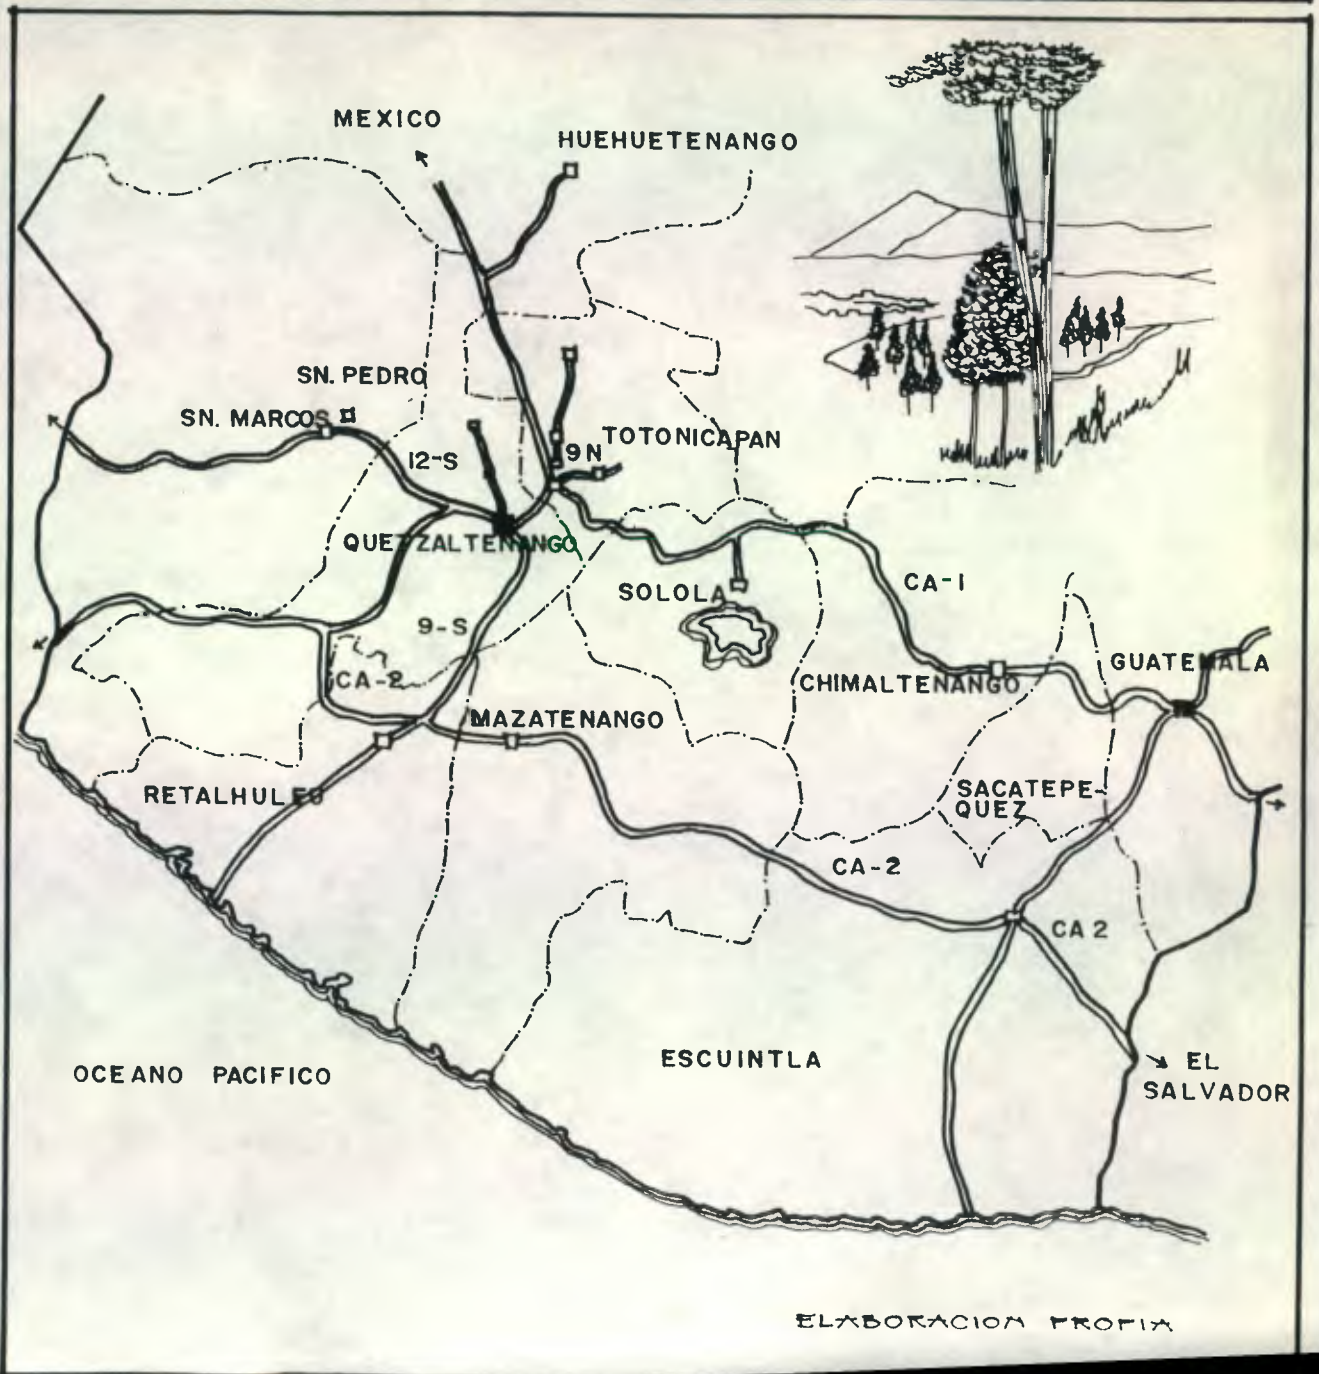 MEXICO
HUEHUETENANGO
SN. PEDRO
SN. MARCOS
TOTONICAPAN
12-S
9N
QUETZALTENANGO
SOLOLA
CA-1
9-S
CA-2
CHIMALTENANGO
GUATEMALA
MAZATENANGO
RETALHULEU
SACATEPE-
QUEZ
CA-2
CA 2
ESCUINTLA
OCEANO PACIFICO
EL
SALVADOR
ELABORACION PROPIA